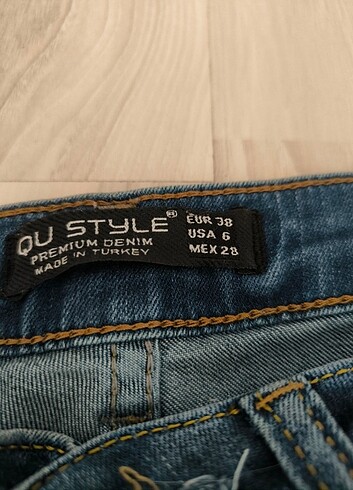 QU STYLE®
PREMIUM DENIM
MADE IN TURKEY
EUR 38
USA 6
MEX 28